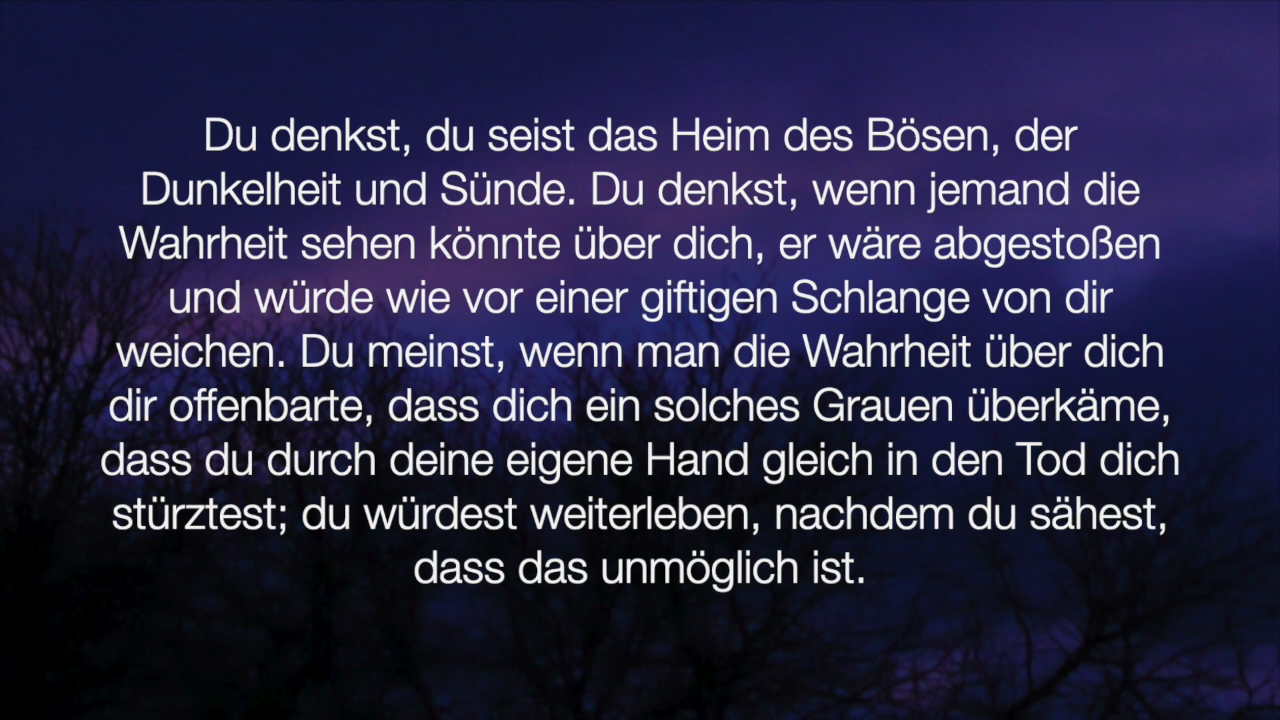 Du denkst, du seist das Heim des Bösen, der
Dunkelheit und Sünde. Du denkst, wenn jemand die
Wahrheit sehen könnte über dich, er wäre abgestoßen
und würde wie vor einer giftigen Schlange von dir
weichen. Du meinst, wenn man die Wahrheit über dich
dir offenbarte, dass dich ein solches Grauen überkäme,
dass du durch deine eigene Hand gleich in den Tod dich
stürztest; du würdest weiterleben, nachdem du sähest,
dass das unmöglich ist.